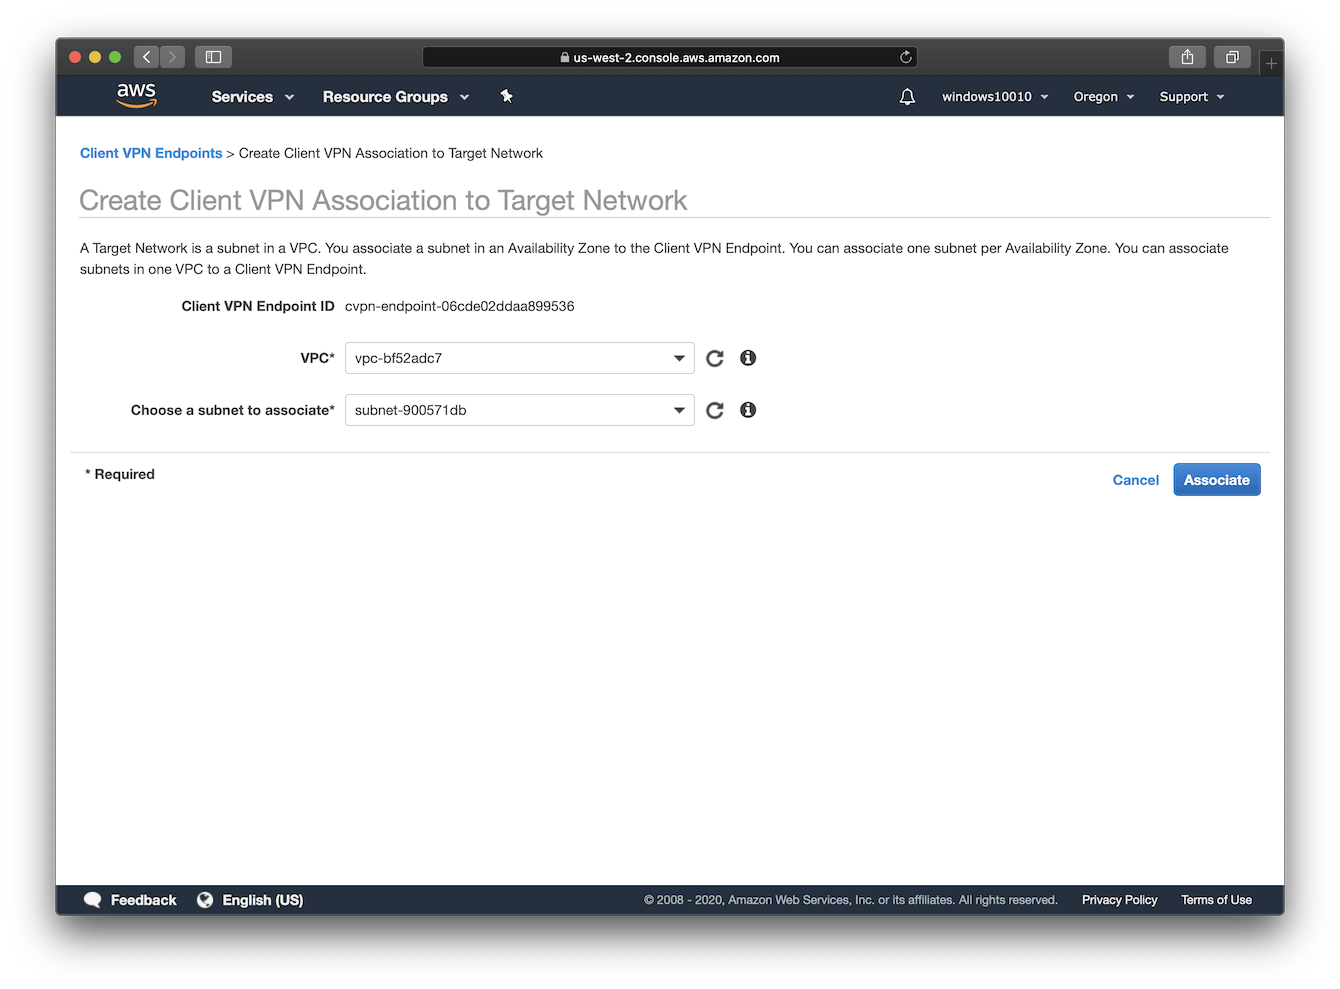 us-west-2.console.aws.amazon.com
aws Services Resource Groups windows10010 Oregon Support
Client VPN Endpoints > Create Client VPN Association to Target Network
Create Client VPN Association to Target Network
A Target Network is a subnet in a VPC. You associate a subnet in an Availability Zone to the Client VPN Endpoint. You can associate one subnet per Availability Zone. You can associate
subnets in one VPC to a Client VPN Endpoint.
Client VPN Endpoint ID cvpn-endpoint-06cde02ddaa899536
VPC* vpc-bf52adc7
Choose a subnet to associate* subnet-900571db
* Required
Cancel Associate
Feedback English (US) © 2008 - 2020, Amazon Web Services, Inc. or its affiliates. All rights reserved. Privacy Policy Terms of Use